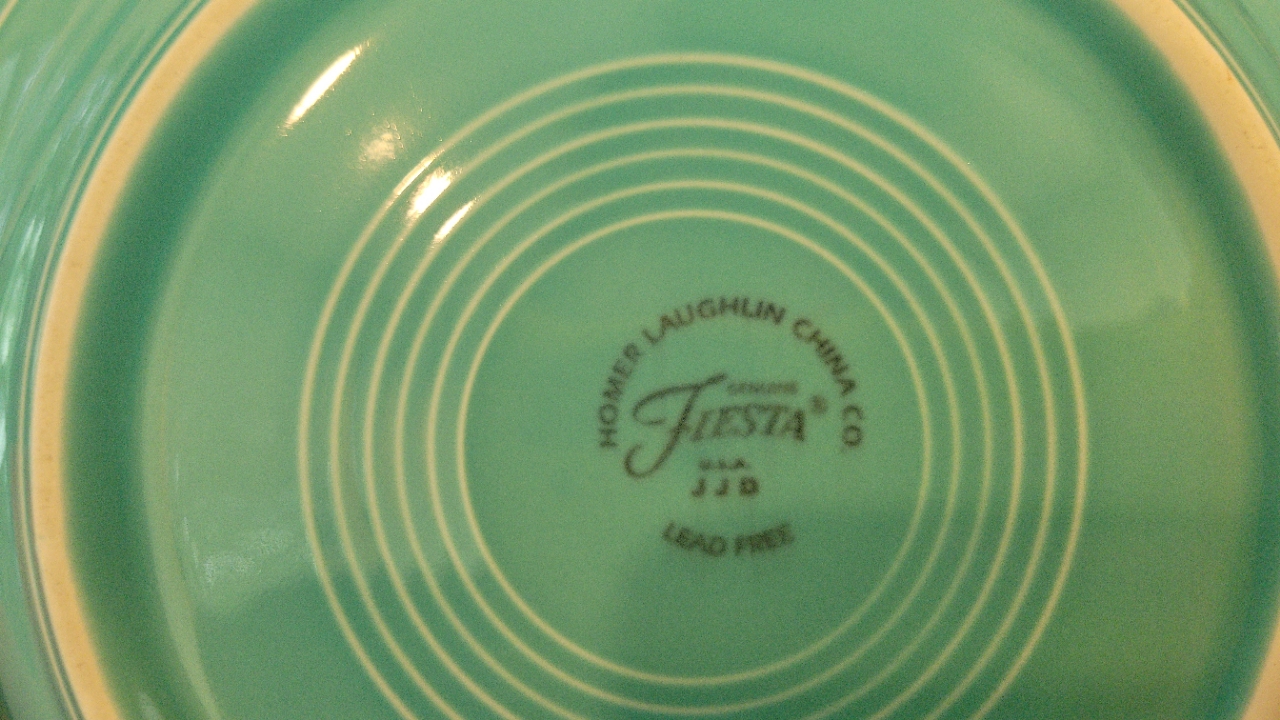 HOMER LAUGHLIN CHINA CO.
GENUINE
FIESTA®
U.S.A.
JJD
LEAD FREE